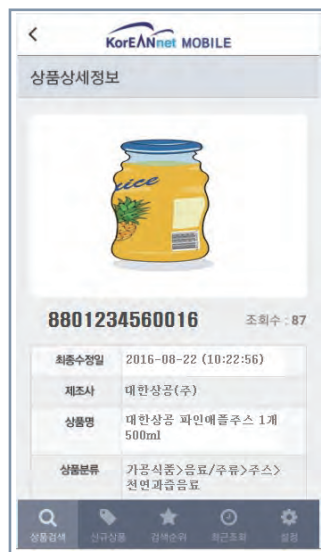 KorEANnet MOBILE
상품상세정보
uice
8801234560016
조회수 : 87
최종수정일 2016-08-22 (10:22:56)
제조사 대한상공(주)
상품명 대한상공 파인애플주스 1개
500ml
상품분류 가공식품>음료/주류>주스>
천연과즙음료
상품검색 신규상품 검색순위 최근조회 설정